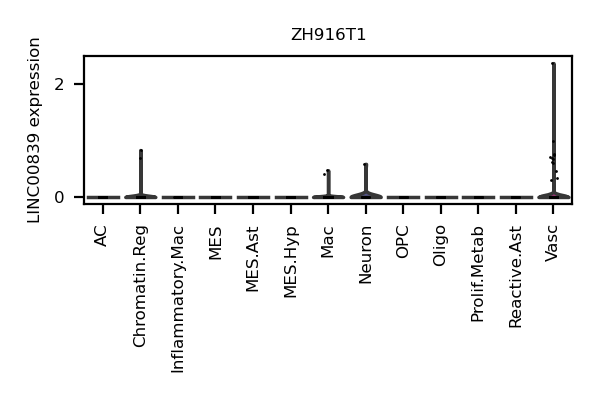 ZH916T1
LINC00839 expression
2
0
AC
Chromatin.Reg
Inflammatory.Mac
MES
MES.Ast
MES.Hyp
Mac
Neuron
OPC
Oligo
Prolif.Metab
Reactive.Ast
Vasc